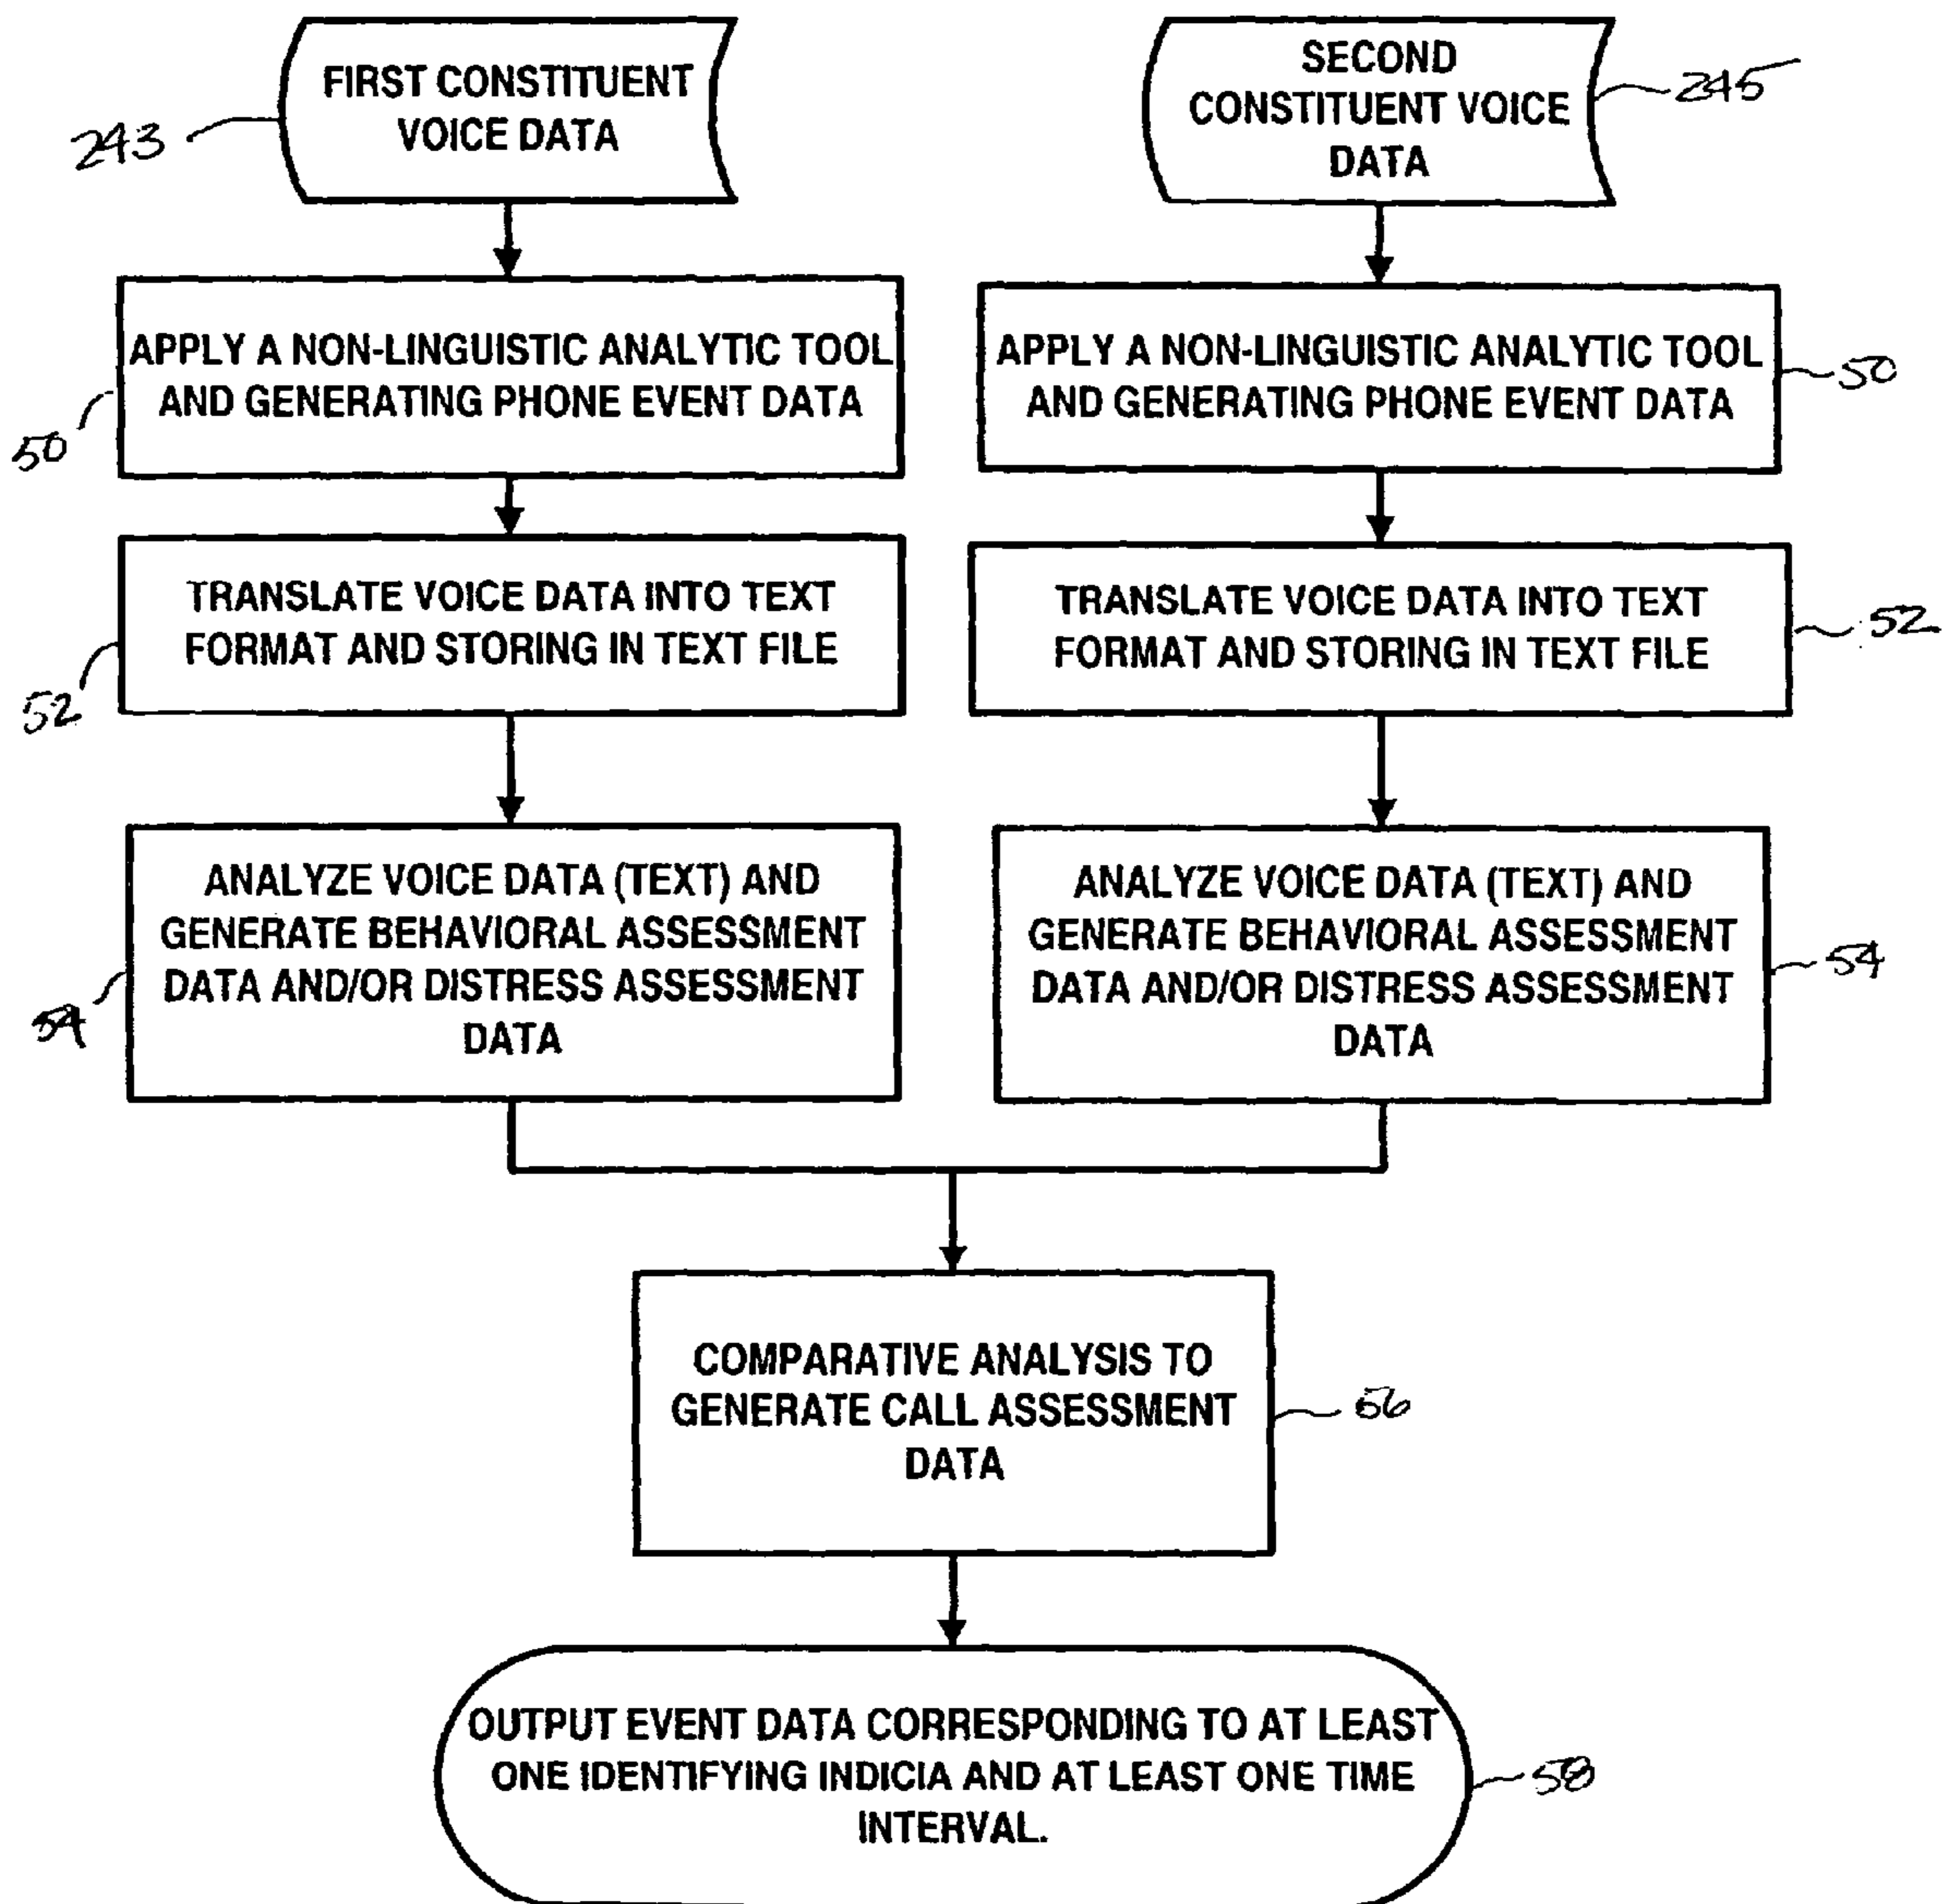 FIRST CONSTITUENT
VOICE DATA
243
SECOND
CONSTITUENT VOICE
DATA
245
APPLY A NON-LINGUISTIC ANALYTIC TOOL
AND GENERATING PHONE EVENT DATA
50
APPLY A NON-LINGUISTIC ANALYTIC TOOL
AND GENERATING PHONE EVENT DATA
50
TRANSLATE VOICE DATA INTO TEXT
FORMAT AND STORING IN TEXT FILE
52
TRANSLATE VOICE DATA INTO TEXT
FORMAT AND STORING IN TEXT FILE
52
ANALYZE VOICE DATA (TEXT) AND
GENERATE BEHAVIORAL ASSESSMENT
DATA AND/OR DISTRESS ASSESSMENT
DATA
54
ANALYZE VOICE DATA (TEXT) AND
GENERATE BEHAVIORAL ASSESSMENT
DATA AND/OR DISTRESS ASSESSMENT
DATA
54
COMPARATIVE ANALYSIS TO
GENERATE CALL ASSESSMENT
DATA
56
OUTPUT EVENT DATA CORRESPONDING TO AT LEAST
ONE IDENTIFYING INDICIA AND AT LEAST ONE TIME
INTERVAL.
58